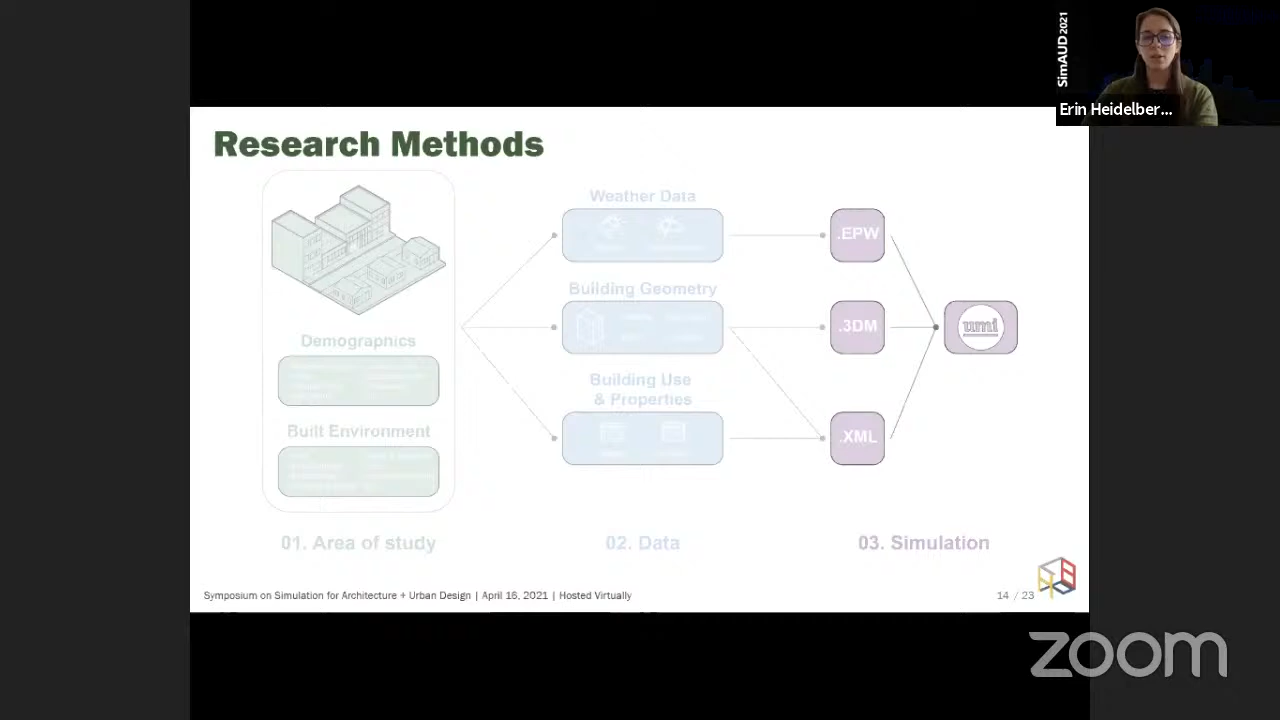 SimAUD2021
Erin Heidelber...
Research Methods
Demographics
Built Environment
01. Area of study
Weather Data
Building Geometry
Building Use
& Properties
02. Data
.EPW
.3DM
.XML
umi
03. Simulation
Symposium on Simulation for Architecture + Urban Design | April 16, 2021 | Hosted Virtually
14 / 23
zoom